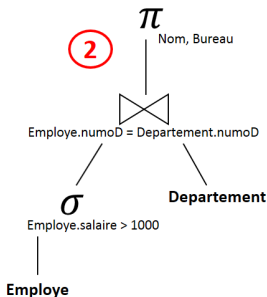 π
Nom, Bureau
2
Employe.numoD = Departement.numoD
σ
Employe.salaire > 1000
Departement
Employe